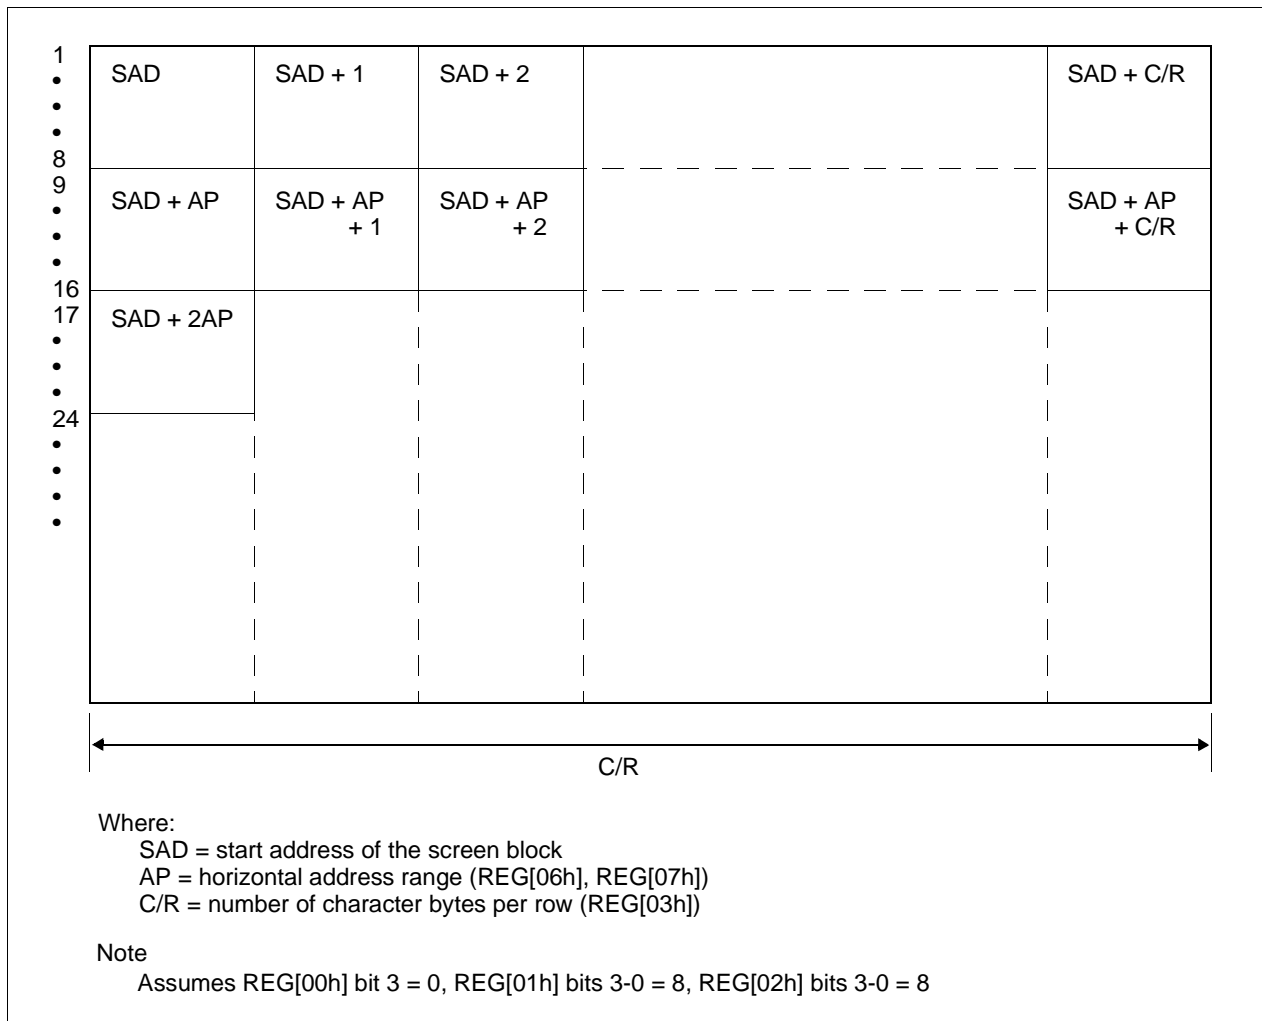 1
SAD
SAD + 1
SAD + 2
SAD + C/R
•
•
•
8
9
SAD + AP
SAD + AP
+ 1
SAD + AP
+ 2
SAD + AP
+ C/R
•
•
•
16
17
SAD + 2AP
•
•
•
24
•
•
•
•
C/R
Where:
SAD = start address of the screen block
AP = horizontal address range (REG[06h], REG[07h])
C/R = number of character bytes per row (REG[03h])
Note
Assumes REG[00h] bit 3 = 0, REG[01h] bits 3-0 = 8, REG[02h] bits 3-0 = 8